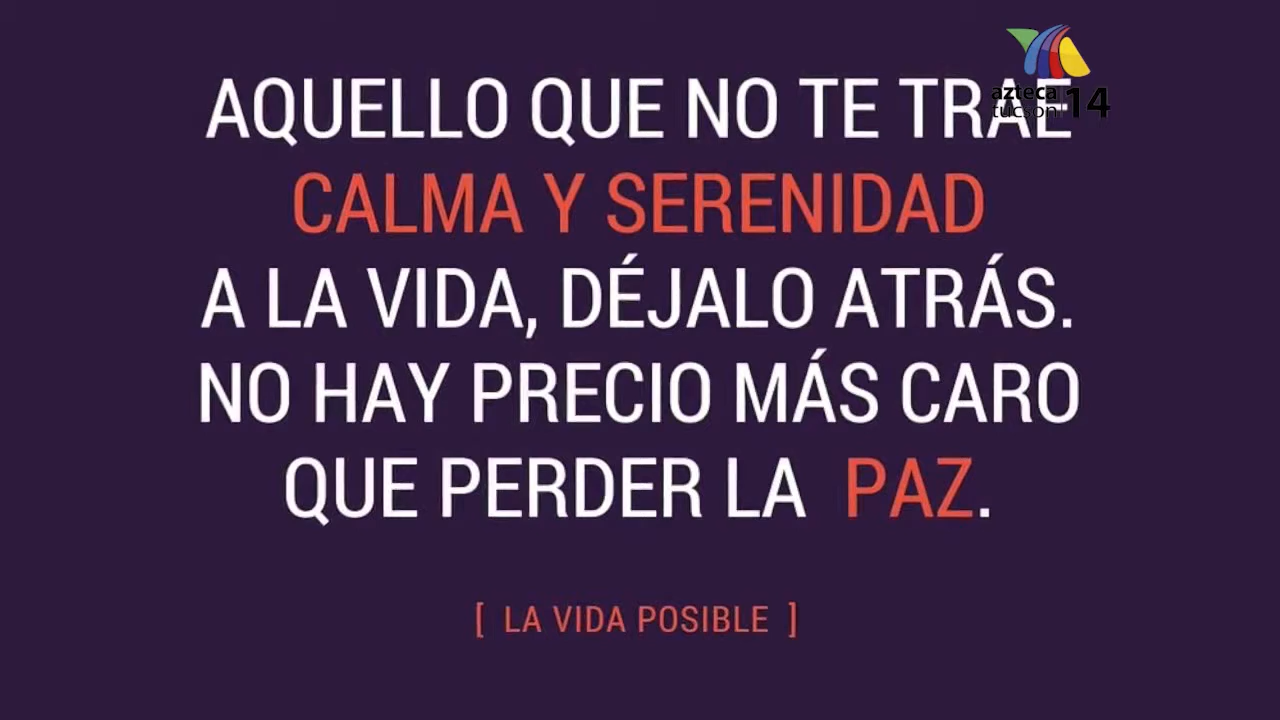 AQUELLO QUE NO TE TRAE
CALMA Y SERENIDAD
A LA VIDA, DÉJALO ATRÁS.
NO HAY PRECIO MÁS CARO
QUE PERDER LA PAZ.
[ LA VIDA POSIBLE ]
azteca
tucson 14